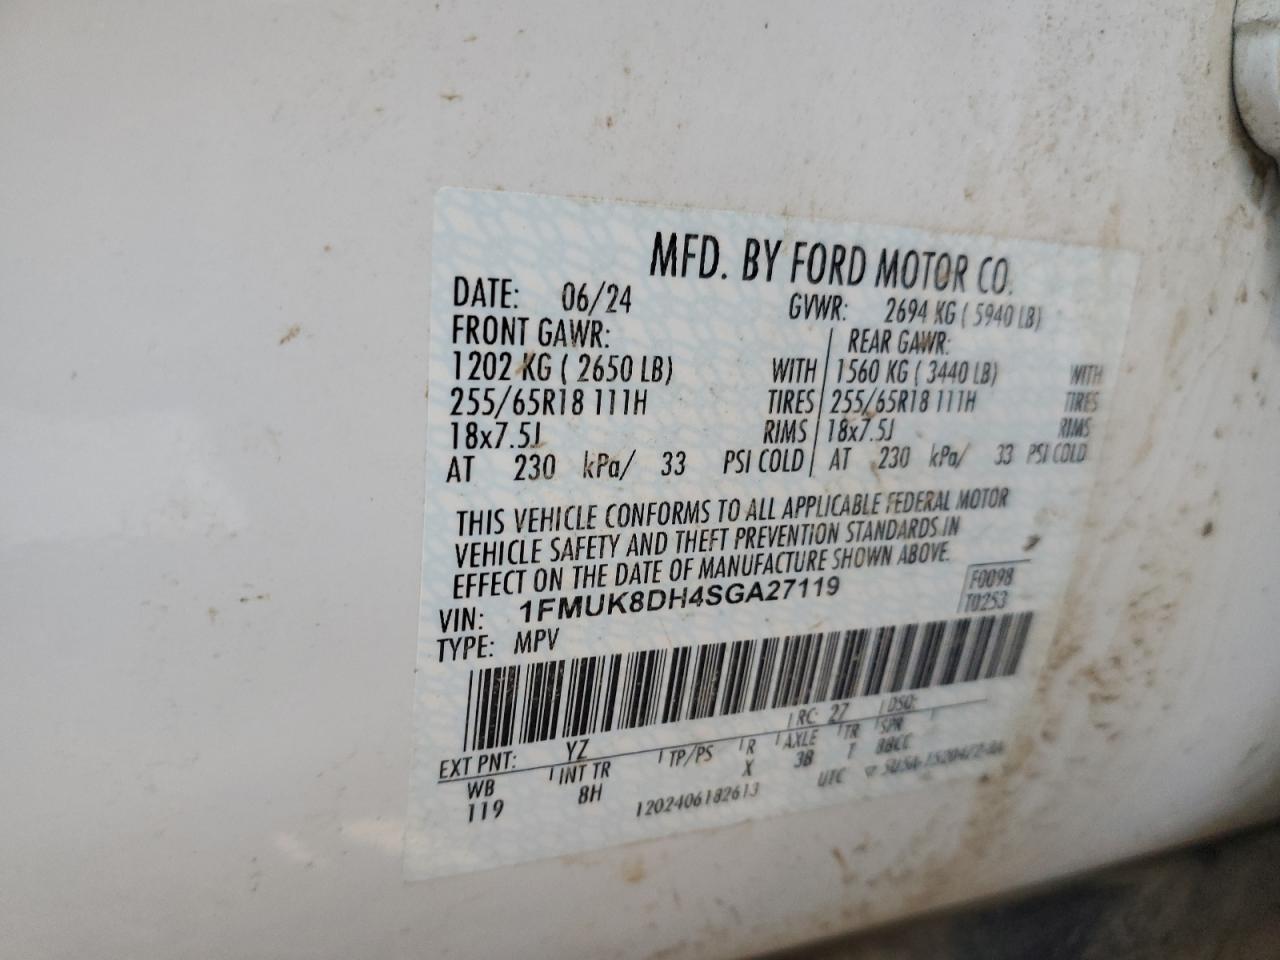 MFD. BY FORD MOTOR CO.
DATE: 06/24 GVWR: 2694 KG ( 5940 LB)
FRONT GAWR: REAR GAWR:
1202 KG ( 2650 LB) WITH 1560 KG ( 3440 LB) WITH
255/65R18 111H TIRES 255/65R18 111H TIRES
18x7.5J RIMS 18x7.5J RIMS
AT 230 kPa/ 33 PSI COLD AT 230 kPa/ 33 PSI COLD
THIS VEHICLE CONFORMS TO ALL APPLICABLE FEDERAL MOTOR
VEHICLE SAFETY AND THEFT PREVENTION STANDARDS IN
EFFECT ON THE DATE OF MANUFACTURE SHOWN ABOVE.
VIN: 1FMUK8DH4SGA27119 F0098
TYPE: MPV T0253
EXT PNT: YZ RC: 27 DSO:
WB INT TR TP/PS R AXLE TR SPR
119 8H X 3B T BBCC
1202406182613 UTC